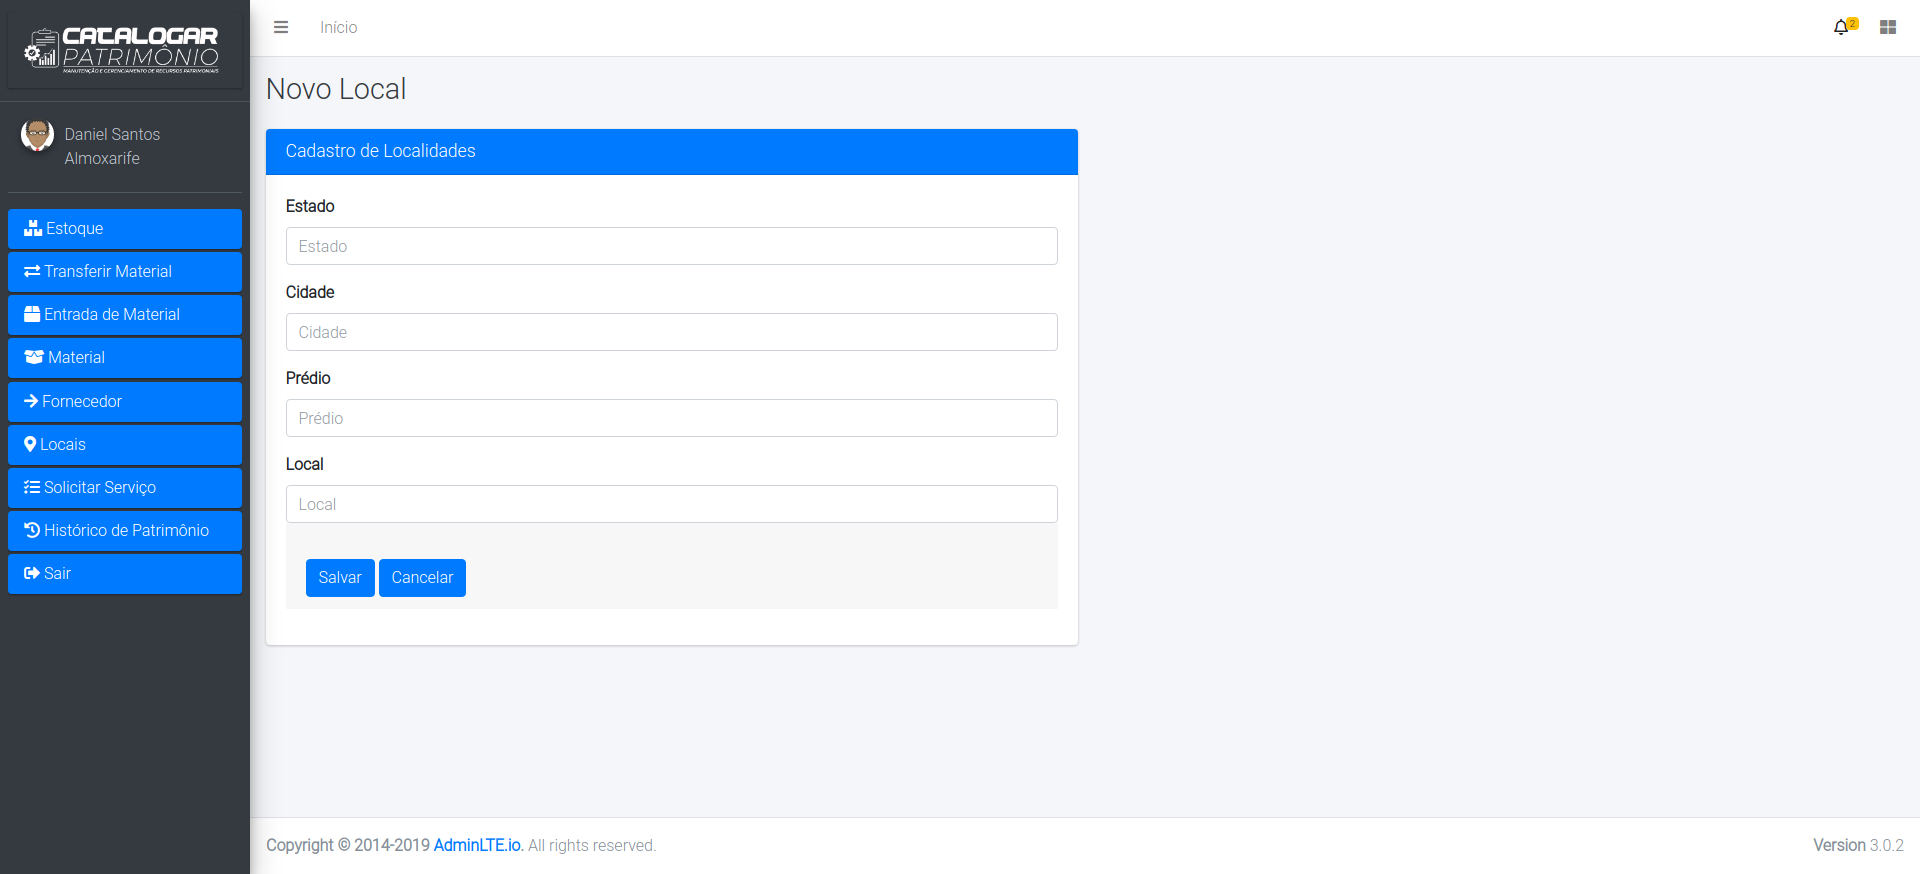 CATALOGAR
PATRIMÔNIO
MANUTENÇÃO E GERENCIAMENTO DE RECURSOS PATRIMONIAIS
Daniel Santos
Almoxarife
Estoque
Transferir Material
Entrada de Material
Material
Fornecedor
Locais
Solicitar Serviço
Histórico de Patrimônio
Sair
Início
2
Novo Local
Cadastro de Localidades
Estado
Estado
Cidade
Cidade
Prédio
Prédio
Local
Local
Salvar Cancelar
Copyright © 2014-2019 AdminLTE.io. All rights reserved.
Version 3.0.2